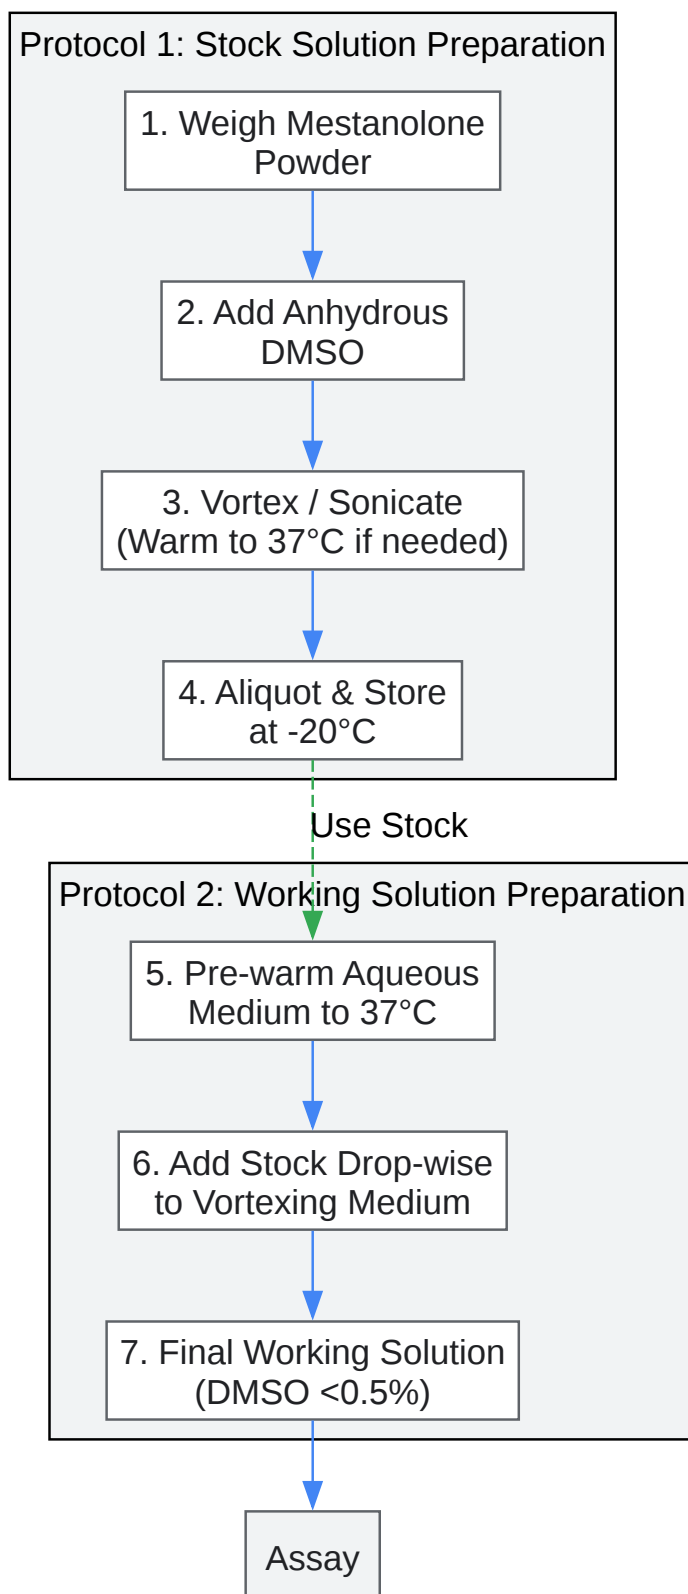 Protocol 1: Stock Solution Preparation
1. Weigh Mestanolone
Powder
2. Add Anhydrous
DMSO
3. Vortex / Sonicate
(Warm to 37°C if needed)
4. Aliquot & Store
at -20°C
Use Stock
Protocol 2: Working Solution Preparation
5. Pre-warm Aqueous
Medium to 37°C
6. Add Stock Drop-wise
to Vortexing Medium
7. Final Working Solution
(DMSO <0.5%)
Assay